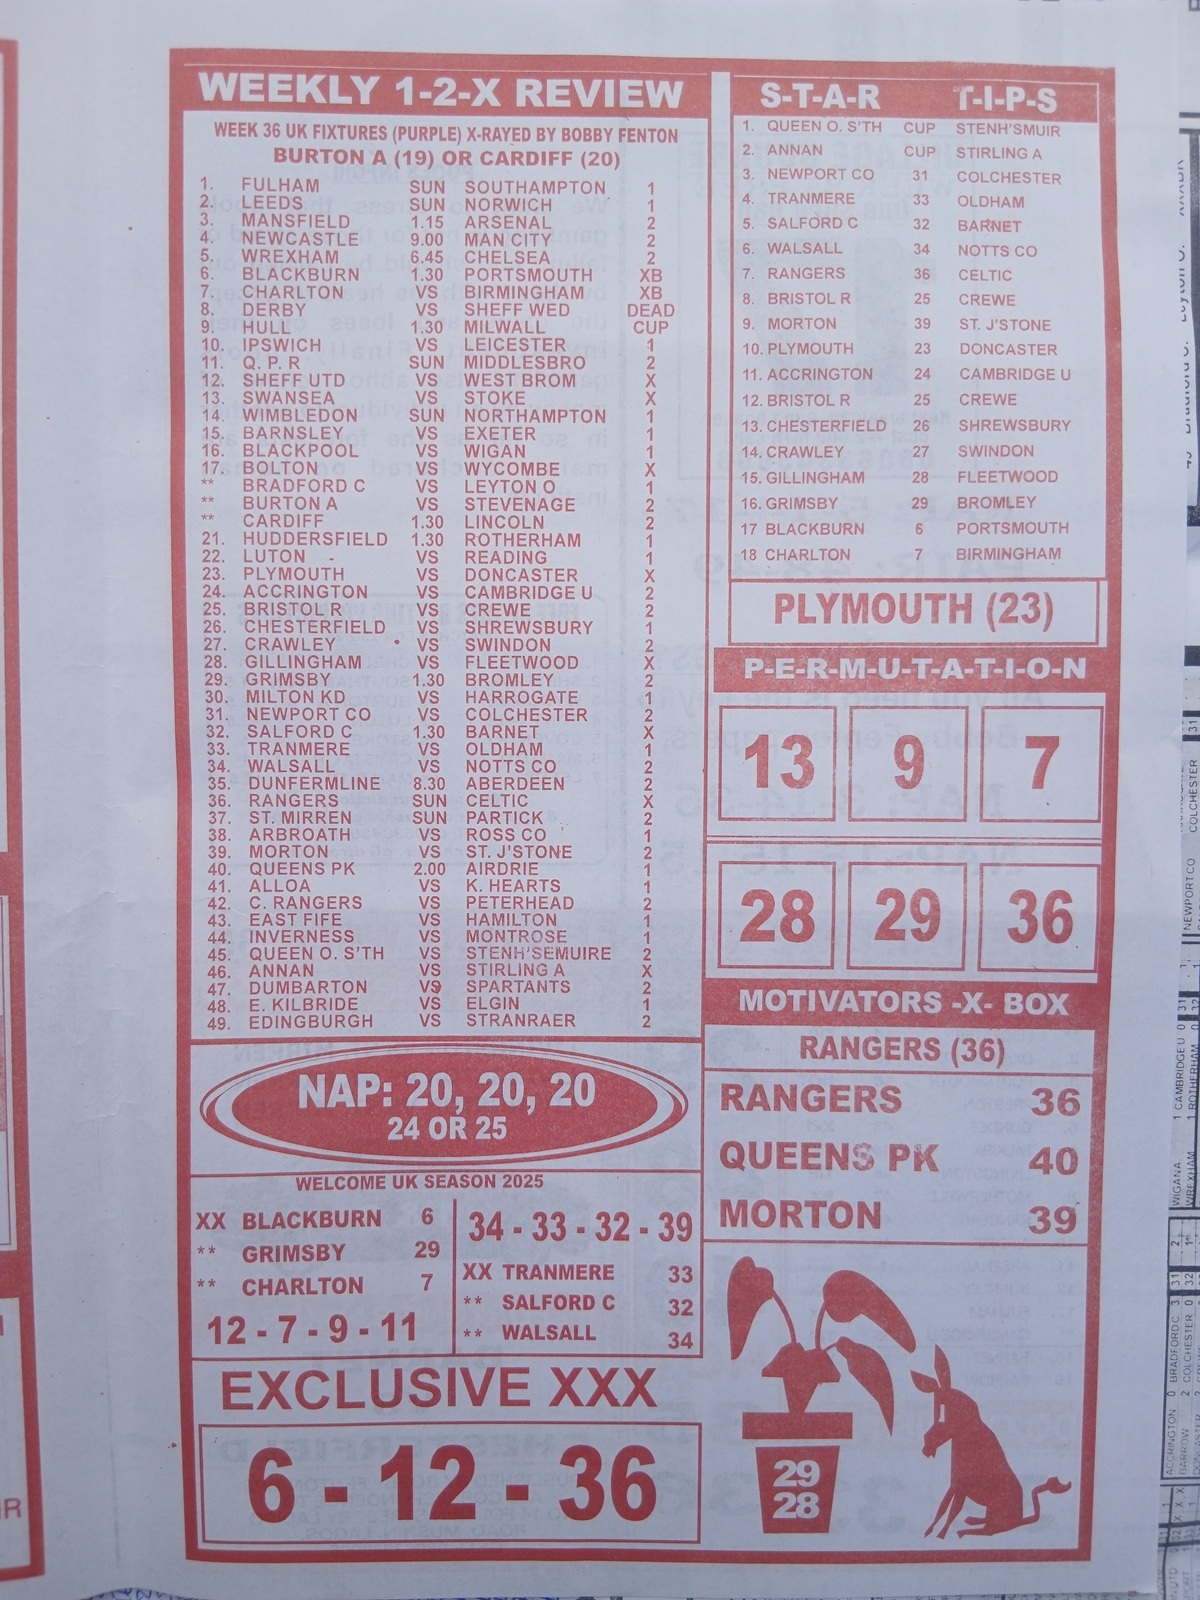 WEEKLY 1-2-X REVIEW
WEEK 36 UK FIXTURES (PURPLE) X-RAYED BY BOBBY FENTON
BURTON A (19) OR CARDIFF (20)
1. FULHAM SUN SOUTHAMPTON 1
2. LEEDS SUN NORWICH 1
3. MANSFIELD 1.15 ARSENAL 2
4. NEWCASTLE 9.00 MAN CITY 2
5. WREXHAM 6.45 CHELSEA 2
6. BLACKBURN 1.30 PORTSMOUTH XB
7. CHARLTON VS BIRMINGHAM XB
8. DERBY VS SHEFF WED DEAD
9. HULL 1.30 MILWALL CUP
10. IPSWICH VS LEICESTER 1
11. Q. P. R SUN MIDDLESBRO 2
12. SHEFF UTD VS WEST BROM X
13. SWANSEA VS STOKE X
14. WIMBLEDON SUN NORTHAMPTON 1
15. BARNSLEY VS EXETER 1
16. BLACKPOOL VS WIGAN 1
17. BOLTON VS WYCOMBE X
** BRADFORD C VS LEYTON O 1
** BURTON A VS STEVENAGE 2
** CARDIFF 1.30 LINCOLN 2
21. HUDDERSFIELD 1.30 ROTHERHAM 1
22. LUTON VS READING 1
23. PLYMOUTH VS DONCASTER X
24. ACCRINGTON VS CAMBRIDGE U 2
25. BRISTOL R VS CREWE 2
26. CHESTERFIELD VS SHREWSBURY 1
27. CRAWLEY VS SWINDON 2
28. GILLINGHAM VS FLEETWOOD X
29. GRIMSBY 1.30 BROMLEY 2
30. MILTON KD VS HARROGATE 1
31. NEWPORT CO VS COLCHESTER 2
32. SALFORD C 1.30 BARNET X
33. TRANMERE VS OLDHAM 1
34. WALSALL VS NOTTS CO 2
35. DUNFERMLINE 8.30 ABERDEEN 2
36. RANGERS SUN CELTIC X
37. ST. MIRREN SUN PARTICK 2
38. ARBROATH VS ROSS CO 1
39. MORTON VS ST. J'STONE 2
40. QUEENS PK 2.00 AIRDRIE 1
41. ALLOA VS K. HEARTS 1
42. C. RANGERS VS PETERHEAD 2
43. EAST FIFE VS HAMILTON 1
44. INVERNESS VS MONTROSE 1
45. QUEEN O. S'TH VS STENH'SEMUIRE 2
46. ANNAN VS STIRLING A X
47. DUMBARTON VS SPARTANTS 2
48. E. KILBRIDE VS ELGIN 1
49. EDINGBURGH VS STRANRAER 2
NAP: 20, 20, 20
24 OR 25
WELCOME UK SEASON 2025
XX BLACKBURN 6
** GRIMSBY 29
** CHARLTON 7
12 - 7 - 9 - 11
34 - 33 - 32 - 39
XX TRANMERE 33
** SALFORD C 32
** WALSALL 34
EXCLUSIVE XXX
6 - 12 - 36
S-T-A-R T-I-P-S
1. QUEEN O. S'TH CUP STENH'SMUIR
2. ANNAN CUP STIRLING A
3. NEWPORT CO 31 COLCHESTER
4. TRANMERE 33 OLDHAM
5. SALFORD C 32 BARNET
6. WALSALL 34 NOTTS CO
7. RANGERS 36 CELTIC
8. BRISTOL R 25 CREWE
9. MORTON 39 ST. J'STONE
10. PLYMOUTH 23 DONCASTER
11. ACCRINGTON 24 CAMBRIDGE U
12. BRISTOL R 25 CREWE
13. CHESTERFIELD 26 SHREWSBURY
14. CRAWLEY 27 SWINDON
15. GILLINGHAM 28 FLEETWOOD
16. GRIMSBY 29 BROMLEY
17 BLACKBURN 6 PORTSMOUTH
18 CHARLTON 7 BIRMINGHAM
PLYMOUTH (23)
P-E-R-M-U-T-A-T-I-O-N
13 9 7
28 29 36
MOTIVATORS -X- BOX
RANGERS (36)
RANGERS 36
QUEENS PK 40
MORTON 39
29
28